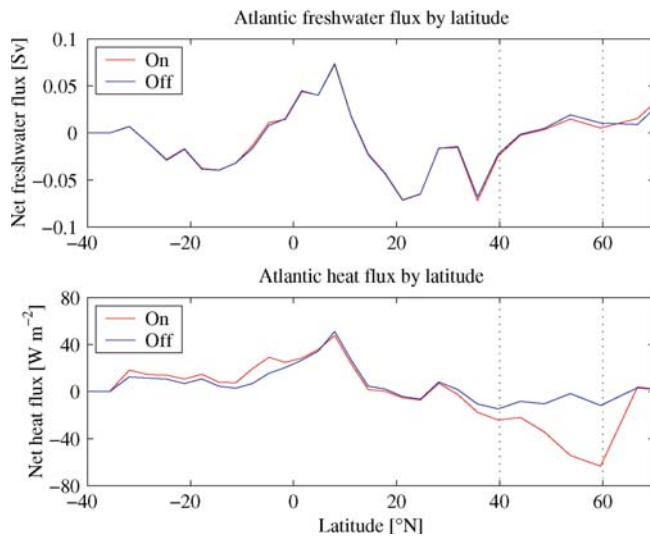 Atlantic freshwater flux by latitude
Net freshwater flux [Sv]
0.1
0.05
0
−0.05
−0.1
On
Off
−40 −20 0 20 40 60
Atlantic heat flux by latitude
Net heat flux [W m−2]
80
40
0
−40
−80
On
Off
−40 −20 0 20 40 60
Latitude [°N]